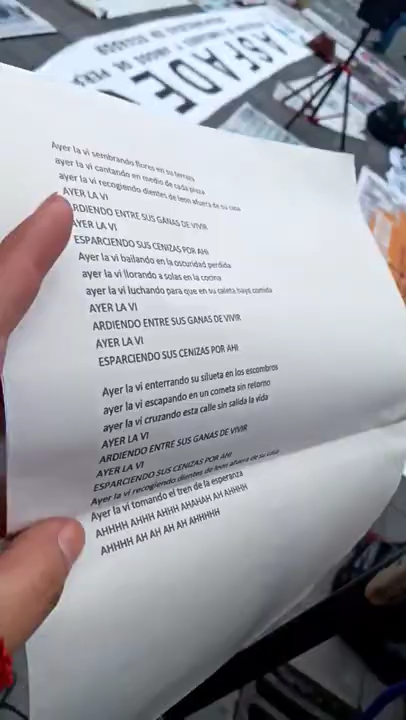 ASFADEC
Ayer la vi sembrando flores en su terraza
ayer la vi cantando en medio de cada pieza
ayer la vi recogiendo dientes de leon afuera de su casa
AYER LA VI
ARDIENDO ENTRE SUS GANAS DE VIVIR
AYER LA VI
ESPARCIENDO SUS CENIZAS POR AHI
Ayer la vi bailando en la oscuridad perdida
ayer la vi llorando a solas en la cocina
ayer la vi luchando para que en su caleta haya comida
AYER LA VI
ARDIENDO ENTRE SUS GANAS DE VIVIR
AYER LA VI
ESPARCIENDO SUS CENIZAS POR AHI
Ayer la vi enterrando su silueta en los escombros
ayer la vi escapando en un cometa sin retorno
ayer la vi cruzando esta calle sin salida la vida
AYER LA VI
ARDIENDO ENTRE SUS GANAS DE VIVIR
AYER LA VI
ESPARCIENDO SUS CENIZAS POR AHI
Ayer la vi recogiendo dientes de leon afuera de su casa
Ayer la vi tomando el tren de la esperanza
AHHHH AHHH AHHH AHAHAH AH AHHHH
AHHHH AH AH AH AH AHHHHH